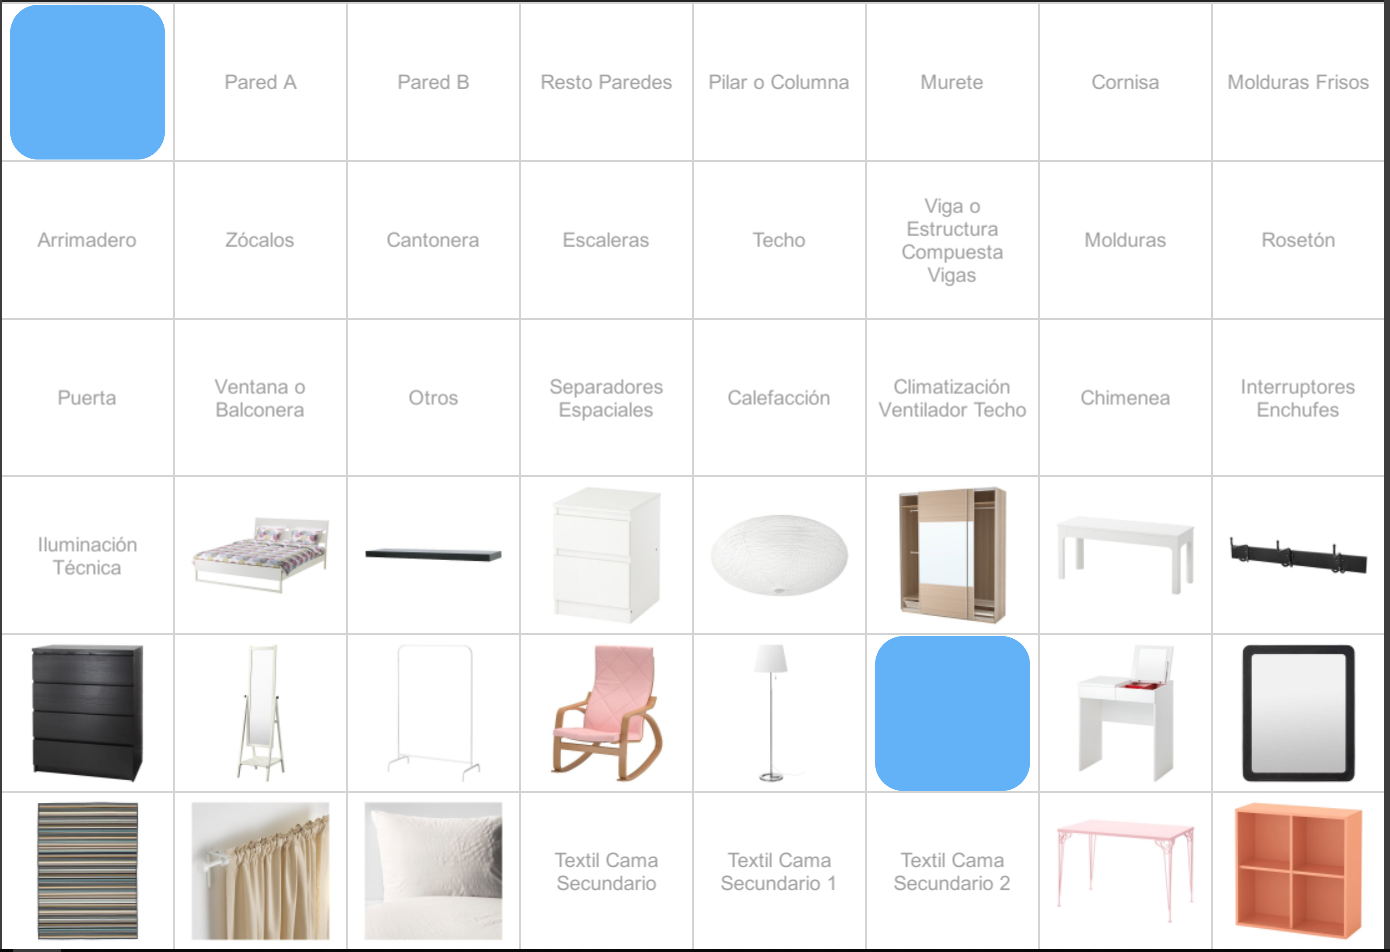 Pared A
Pared B
Resto Paredes
Pilar o Columna
Murete
Cornisa
Molduras Frisos
Arrimadero
Zócalos
Cantonera
Escaleras
Techo
Viga o
Estructura
Compuesta
Vigas
Molduras
Rosetón
Puerta
Ventana o
Balconera
Otros
Separadores
Espaciales
Calefacción
Climatización
Ventilador Techo
Chimenea
Interruptores
Enchufes
Iluminación
Técnica
Textil Cama
Secundario
Textil Cama
Secundario 1
Textil Cama
Secundario 2